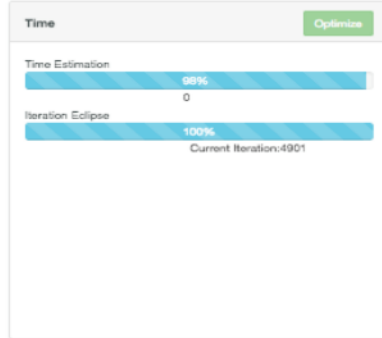 Time Optimize
Time Estimation
98%
0
Iteration Eclipse
100%
Current Iteration:4901